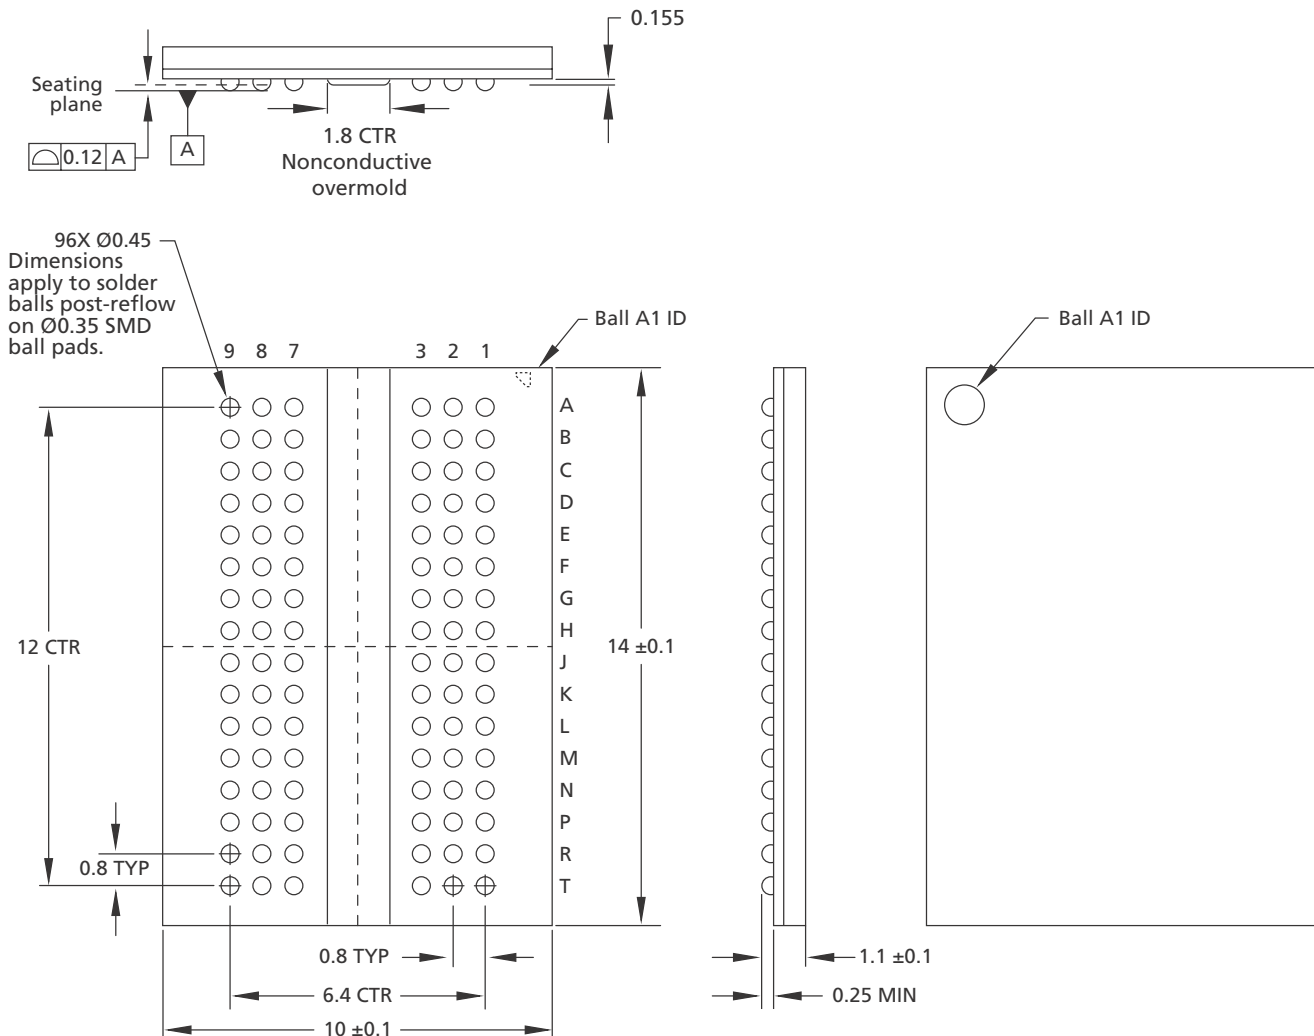 0.155
Seating
plane
0.12 A
A
1.8 CTR
Nonconductive
overmold
96X Ø0.45
Dimensions
apply to solder
balls post-reflow
on Ø0.35 SMD
ball pads.
Ball A1 ID
Ball A1 ID
9 8 7 3 2 1
A
B
C
D
E
F
G
H
12 CTR
14 ±0.1
J
K
L
M
N
P
R
0.8 TYP
T
0.8 TYP
1.1 ±0.1
6.4 CTR
0.25 MIN
10 ±0.1